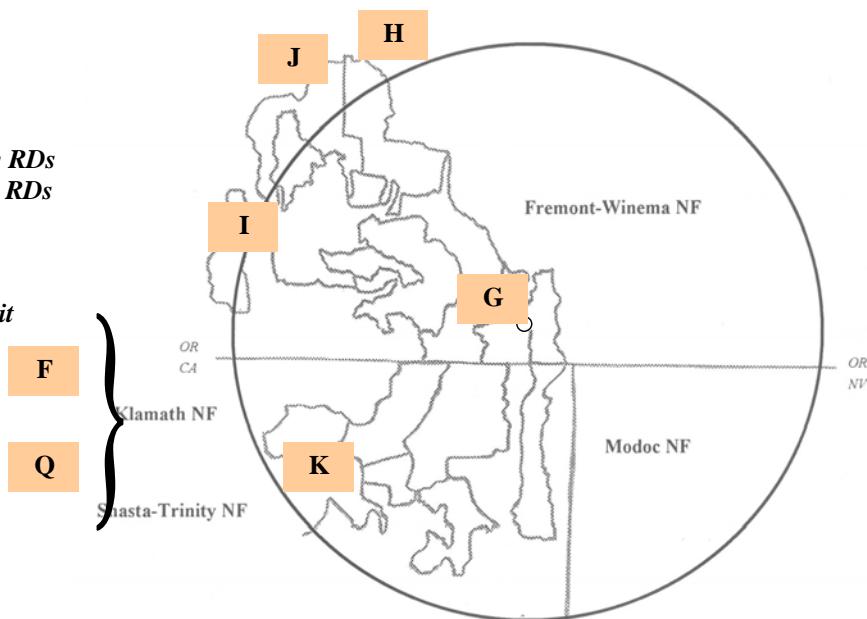 H
J
RDs
RDs
Fremont-Winema NF
I
G
it
OR
CA
OR
NV
F
Klamath NF
Modoc NF
K
Q
Shasta-Trinity NF